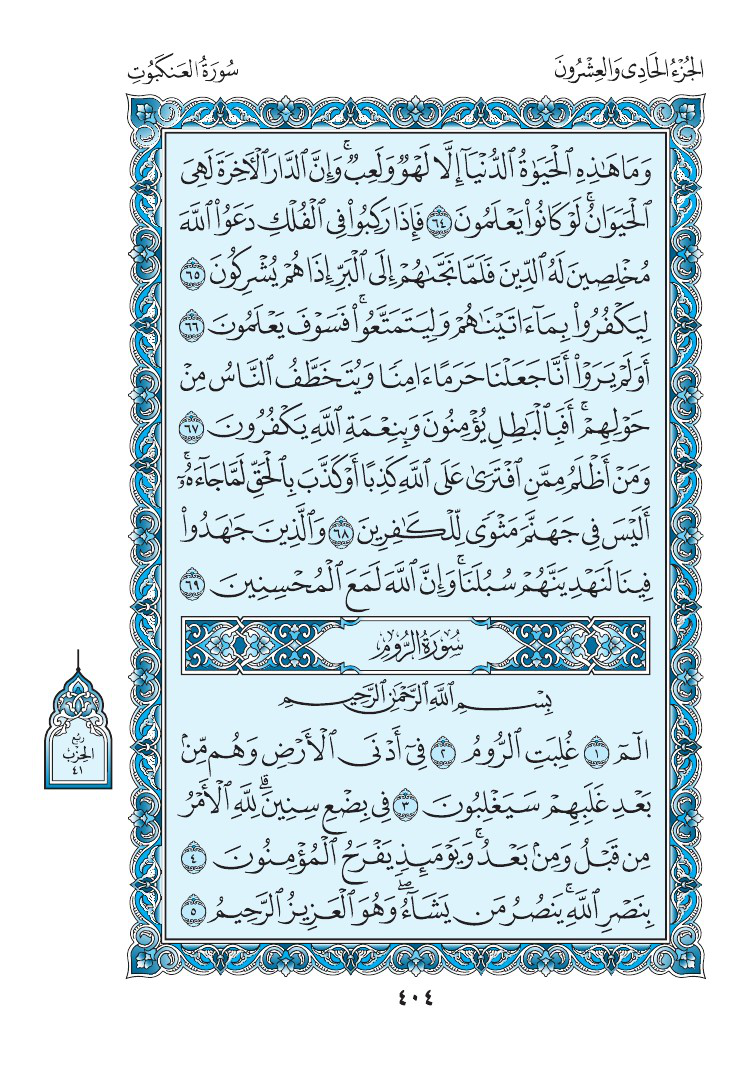 الجُزْءُ الحَادِي وَالعِشْرُونَ
سُورَةُ العَنكَبُوتِ
وَمَا هَٰذِهِ ٱلْحَيَوٰةُ ٱلدُّنْيَآ إِلَّا لَهْوٌ وَلَعِبٌ ۚ وَإِنَّ ٱلدَّارَ ٱلْأَخِرَةَ لَهِىَ
ٱلْحَيَوَانُ ۚ لَوْ كَانُوا۟ يَعْلَمُونَ ٦٤ فَإِذَا رَكِبُوا۟ فِى ٱلْفُلْكِ دَعَوُا۟ ٱللَّهَ
مُخْلِصِينَ لَهُ ٱلدِّينَ فَلَمَّا نَجَّىٰهُمْ إِلَى ٱلْبَرِّ إِذَا هُمْ يُشْرِكُونَ ٦٥
لِيَكْفُرُوا۟ بِمَآ ءَاتَيْنَٰهُمْ وَلِيَتَمَتَّعُوا۟ ۚ فَسَوْفَ يَعْلَمُونَ ٦٦
أَوَلَمْ يَرَوْا۟ أَنَّا جَعَلْنَا حَرَمًا ءَامِنًا وَيُتَخَطَّفُ ٱلنَّاسُ مِنْ
حَوْلِهِمْ ۚ أَفَبِٱلْبَٰطِلِ يُؤْمِنُونَ وَبِنِعْمَةِ ٱللَّهِ يَكْفُرُونَ ٦٧
وَمَنْ أَظْلَمُ مِمَّنِ ٱفْتَرَىٰ عَلَى ٱللَّهِ كَذِبًا أَوْ كَذَّبَ بِٱلْحَقِّ لَمَّا جَآءَهُۥٓ ۚ
أَلَيْسَ فِى جَهَنَّمَ مَثْوًى لِّلْكَٰفِرِينَ ٦٨ وَٱلَّذِينَ جَٰهَدُوا۟
فِينَا لَنَهْدِيَنَّهُمْ سُبُلَنَا ۚ وَإِنَّ ٱللَّهَ لَمَعَ ٱلْمُحْسِنِينَ ٦٩
سُورَةُ الرُّومِ
بِسْمِ ٱللَّهِ ٱلرَّحْمَٰنِ ٱلرَّحِيمِ
الٓمٓ ١ غُلِبَتِ ٱلرُّومُ ٢ فِىٓ أَدْنَى ٱلْأَرْضِ وَهُم مِّنۢ
بَعْدِ غَلَبِهِمْ سَيَغْلِبُونَ ٣ فِى بِضْعِ سِنِينَ ۗ لِلَّهِ ٱلْأَمْرُ
مِن قَبْلُ وَمِنۢ بَعْدُ ۚ وَيَوْمَئِذٍ يَفْرَحُ ٱلْمُؤْمِنُونَ ٤
بِنَصْرِ ٱللَّهِ ۚ يَنصُرُ مَن يَشَآءُ ۖ وَهُوَ ٱلْعَزِيزُ ٱلرَّحِيمُ ٥
رُبْع
الحِزْب
٤١
٤٠٤